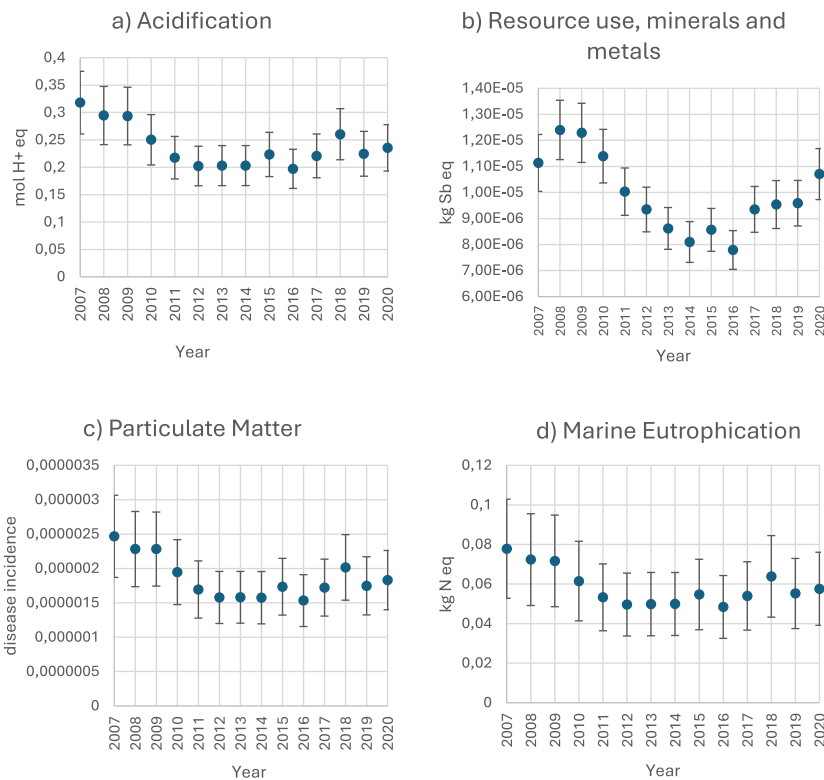 a) Acidification
0,4
0,35
0,3
0,25
0,2
0,15
0,1
0,05
0
mol H+ eq
2007 2008 2009 2010 2011 2012 2013 2014 2015 2016 2017 2018 2019 2020
Year
b) Resource use, minerals and
metals
1,40E-05
1,30E-05
1,20E-05
1,10E-05
1,00E-05
9,00E-06
8,00E-06
7,00E-06
6,00E-06
kg Sb eq
2007 2008 2009 2010 2011 2012 2013 2014 2015 2016 2017 2018 2019 2020
Year
c) Particulate Matter
0,0000035
0,000003
0,0000025
0,000002
0,0000015
0,000001
0,0000005
0
disease incidence
2007 2008 2009 2010 2011 2012 2013 2014 2015 2016 2017 2018 2019 2020
Year
d) Marine Eutrophication
0,12
0,1
0,08
0,06
0,04
0,02
0
kg N eq
2007 2008 2009 2010 2011 2012 2013 2014 2015 2016 2017 2018 2019 2020
Year